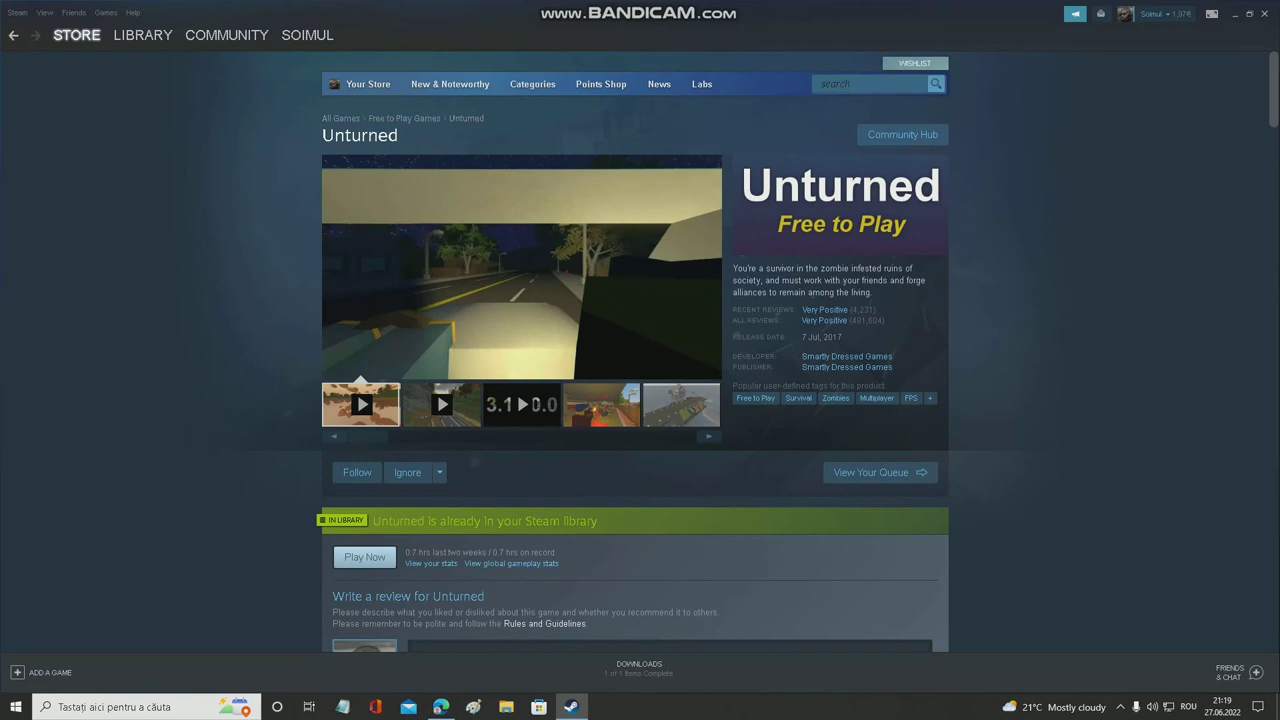 www.BANDICAM.com
Steam View Friends Games Help
Soimul 1,97€
STORE LIBRARY COMMUNITY SOIMUL
WISHLIST
Your Store New & Noteworthy Categories Points Shop News Labs search
All Games > Free to Play Games > Unturned
Unturned
Community Hub
Unturned
Free to Play
You're a survivor in the zombie infested ruins of
society, and must work with your friends and forge
alliances to remain among the living.
RECENT REVIEWS: Very Positive (4,231)
ALL REVIEWS: Very Positive (491,604)
RELEASE DATE: 7 Jul, 2017
DEVELOPER: Smartly Dressed Games
PUBLISHER: Smartly Dressed Games
Popular user-defined tags for this product:
Free to Play Survival Zombies Multiplayer FPS +
Follow Ignore
View Your Queue
IN LIBRARY Unturned is already in your Steam library
Play Now
0.7 hrs last two weeks / 0.7 hrs on record
View your stats View global gameplay stats
Write a review for Unturned
Please describe what you liked or disliked about this game and whether you recommend it to others.
Please remember to be polite and follow the Rules and Guidelines.
ADD A GAME
DOWNLOADS
1 of 1 Items Complete
FRIENDS
& CHAT
Tastați aici pentru a căuta
21°C Mostly cloudy
ROU
21:19
27.06.2022